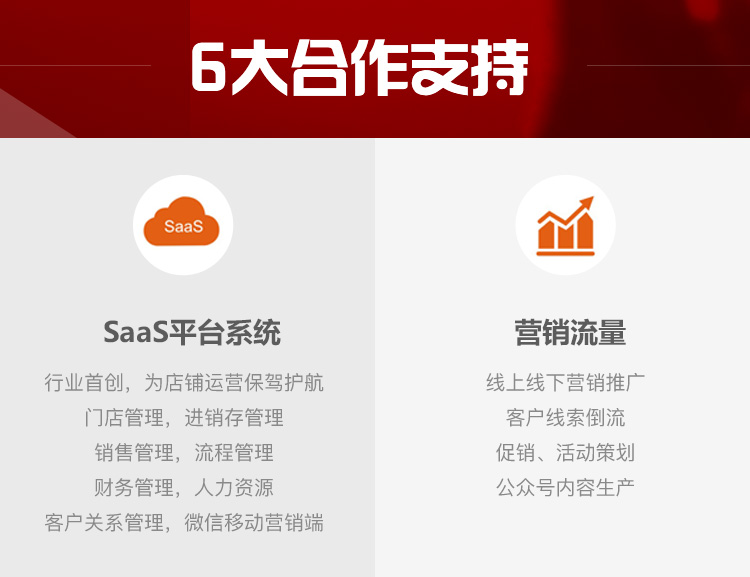 6大合作支持
SaaS
SaaS平台系统
行业首创，为店铺运营保驾护航
门店管理，进销存管理
销售管理，流程管理
财务管理，人力资源
客户关系管理，微信移动营销端
营销流量
线上线下营销推广
客户线索倒流
促销、活动策划
公众号内容生产